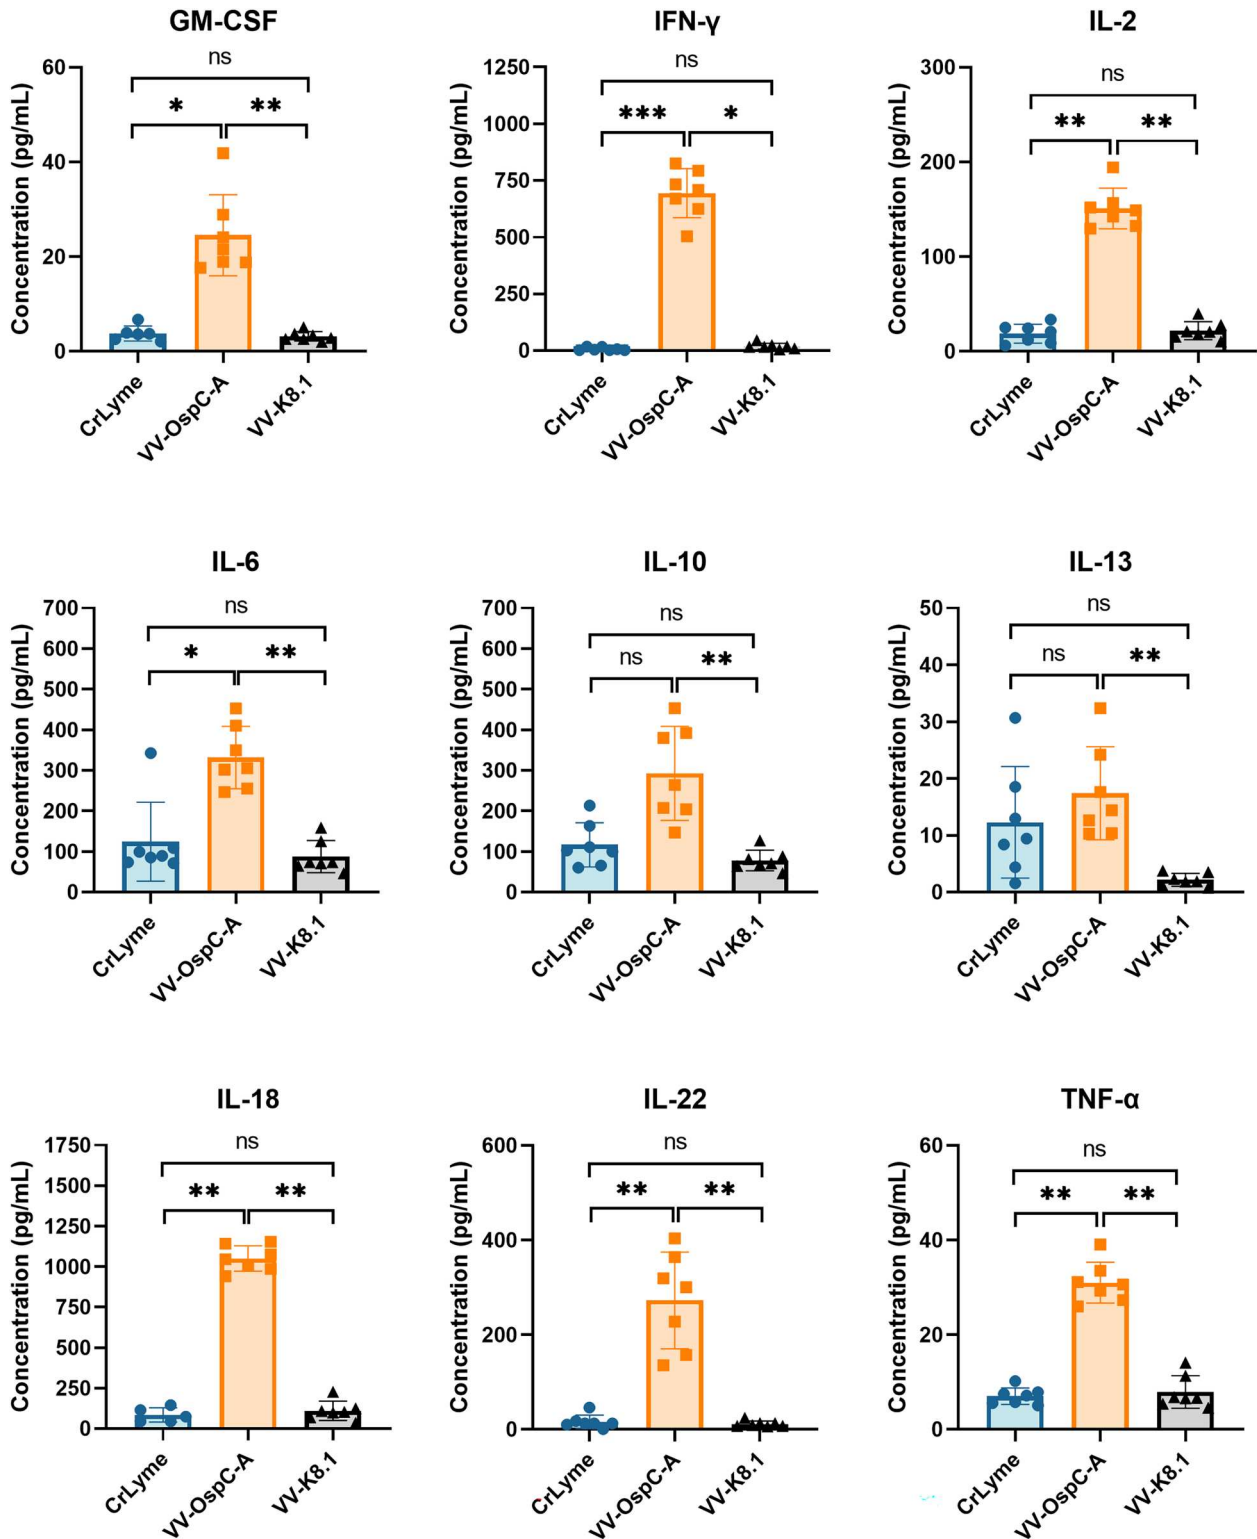 GM-CSF
ns
* **
60
40
20
0
Concentration (pg/mL)
CrLyme
VV-OspC-A
VV-K8.1
IFN-γ
ns
*** *
1250
1000
750
500
250
0
Concentration (pg/mL)
CrLyme
VV-OspC-A
VV-K8.1
IL-2
ns
** **
300
200
100
0
Concentration (pg/mL)
CrLyme
VV-OspC-A
VV-K8.1
IL-6
ns
* **
700
600
500
400
300
200
100
0
Concentration (pg/mL)
CrLyme
VV-OspC-A
VV-K8.1
IL-10
ns
ns **
700
600
500
400
300
200
100
0
Concentration (pg/mL)
CrLyme
VV-OspC-A
VV-K8.1
IL-13
ns
ns **
50
40
30
20
10
0
Concentration (pg/mL)
CrLyme
VV-OspC-A
VV-K8.1
IL-18
ns
** **
1750
1500
1250
1000
750
500
250
0
Concentration (pg/mL)
CrLyme
VV-OspC-A
VV-K8.1
IL-22
ns
** **
600
400
200
0
Concentration (pg/mL)
CrLyme
VV-OspC-A
VV-K8.1
TNF-α
ns
** **
60
40
20
0
Concentration (pg/mL)
CrLyme
VV-OspC-A
VV-K8.1